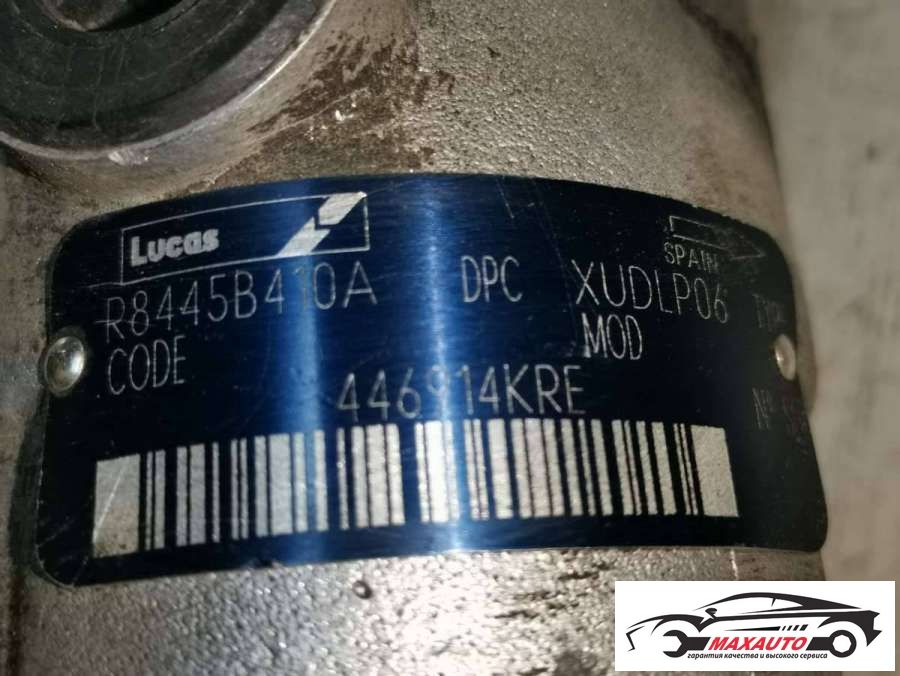 Lucas
SPAIN
R8445B410A DPC XUDLP06
CODE MOD
446914KRE
MAXAUTO
гарантия качества и высокого сервиса